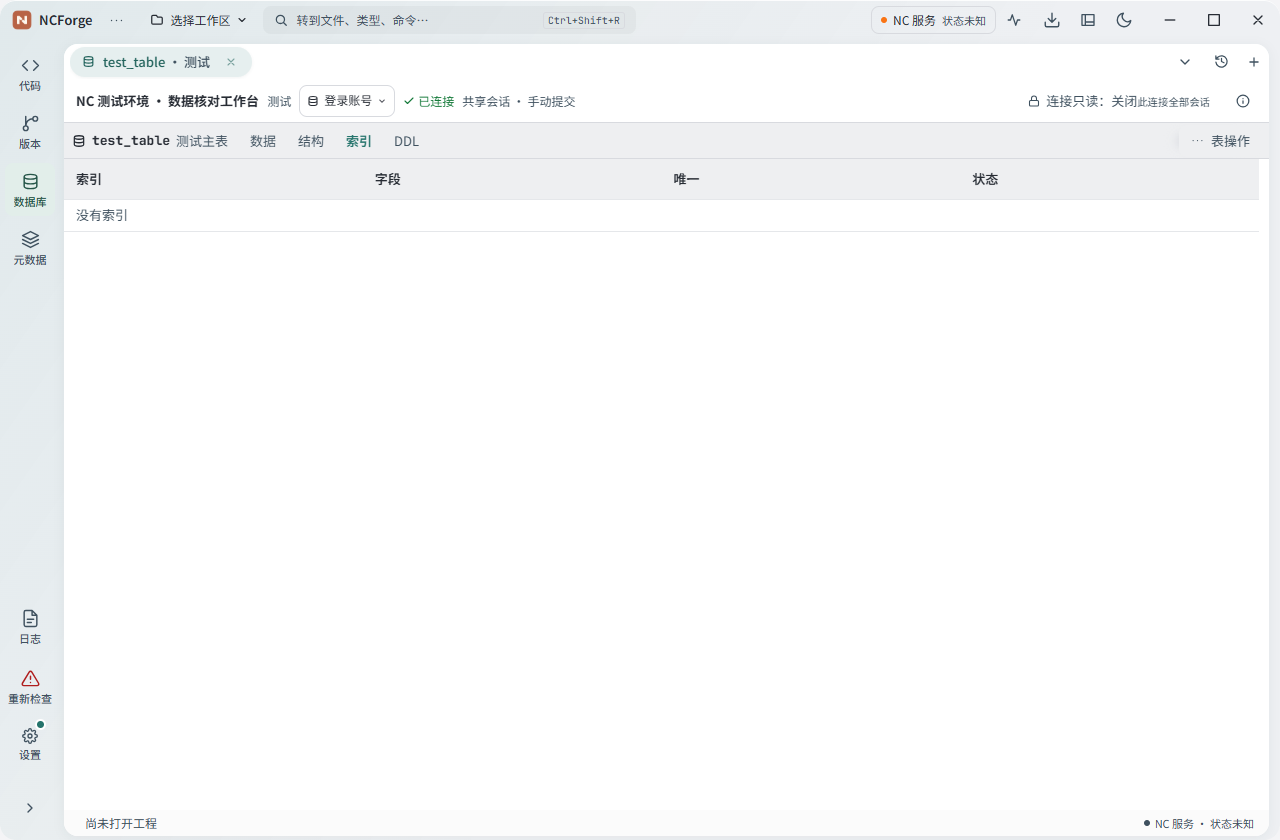 NCForge ··· 选择工作区 转到文件、类型、命令··· Ctrl+Shift+R NC 服务 状态未知
test_table · 测试
NC 测试环境 · 数据核对工作台 测试 登录账号 已连接 共享会话 · 手动提交 连接只读：关闭此连接全部会话
test_table 测试主表 数据 结构 索引 DDL ··· 表操作
索引 字段 唯一 状态
没有索引
代码
版本
数据库
元数据
日志
重新检查
设置
尚未打开工程 NC 服务 · 状态未知